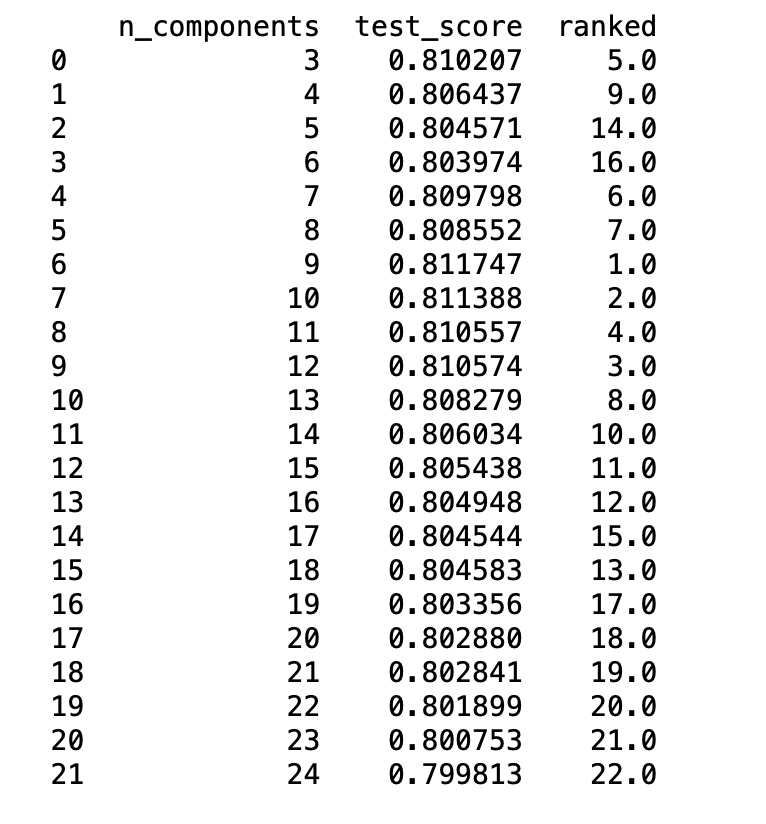 n_components test_score ranked
0 3 0.810207 5.0
1 4 0.806437 9.0
2 5 0.804571 14.0
3 6 0.803974 16.0
4 7 0.809798 6.0
5 8 0.808552 7.0
6 9 0.811747 1.0
7 10 0.811388 2.0
8 11 0.810557 4.0
9 12 0.810574 3.0
10 13 0.808279 8.0
11 14 0.806034 10.0
12 15 0.805438 11.0
13 16 0.804948 12.0
14 17 0.804544 15.0
15 18 0.804583 13.0
16 19 0.803356 17.0
17 20 0.802880 18.0
18 21 0.802841 19.0
19 22 0.801899 20.0
20 23 0.800753 21.0
21 24 0.799813 22.0